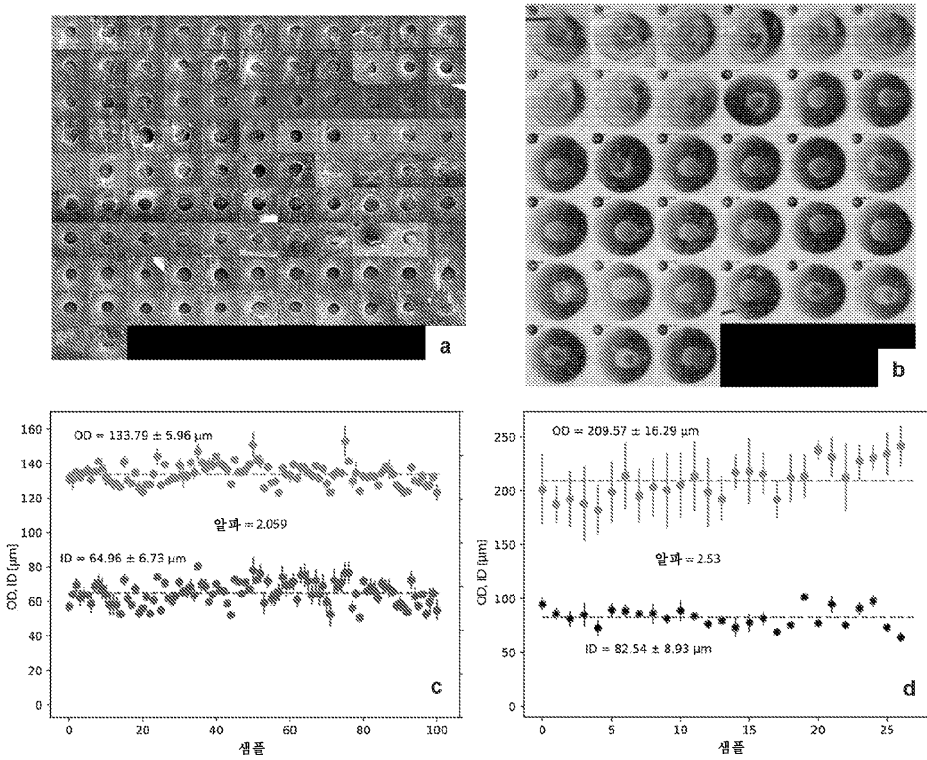 a
b
160
140
120
100
80
60
40
20
0
OD, ID [μm]
OD = 133.79 ± 5.96 μm
알파 = 2.059
ID = 64.96 ± 6.73 μm
c
0
20
40
60
80
100
샘플
250
200
150
100
50
0
OD, ID [μm]
OD = 209.57 ± 16.29 μm
알파 = 2.53
ID = 82.54 ± 8.93 μm
d
0
5
10
15
20
25
샘플